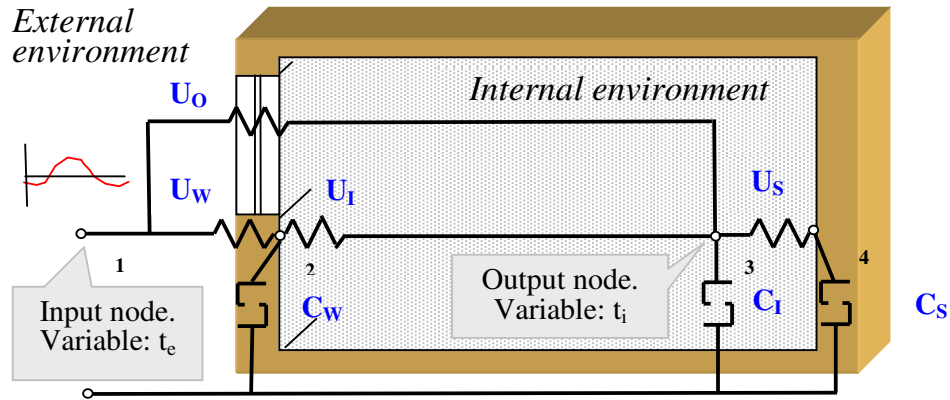 External
environment
U_O
Internal environment
U_W
U_I
U_S
1
2
3
4
Input node.
Variable: t_e
C_W
Output node.
Variable: t_i
C_I
C_S